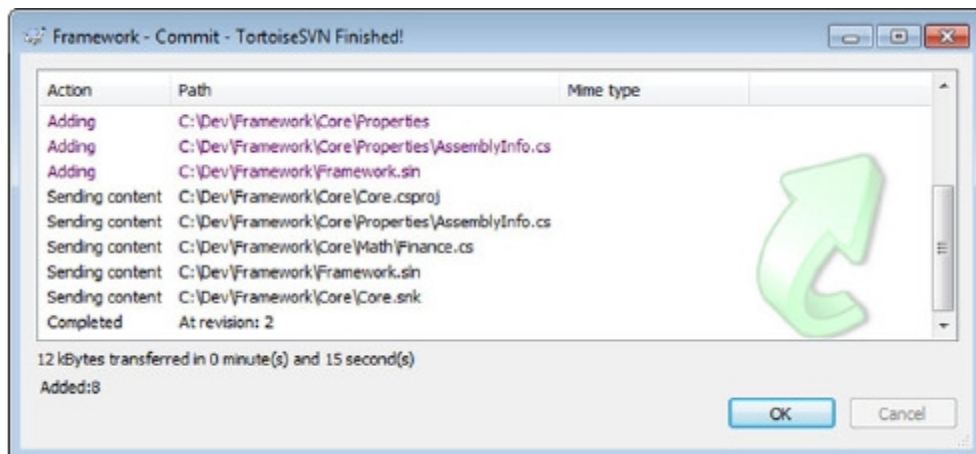 Framework - Commit - TortoiseSVN Finished!
Action Path Mime type
Adding C:\Dev\Framework\Core\Properties
Adding C:\Dev\Framework\Core\Properties\AssemblyInfo.cs
Adding C:\Dev\Framework\Framework.sln
Sending content C:\Dev\Framework\Core\Core.csproj
Sending content C:\Dev\Framework\Core\Properties\AssemblyInfo.cs
Sending content C:\Dev\Framework\Core\Math\Finance.cs
Sending content C:\Dev\Framework\Framework.sln
Sending content C:\Dev\Framework\Core\Core.snk
Completed At revision: 2
12 kBytes transferred in 0 minute(s) and 15 second(s)
Added:8
OK Cancel